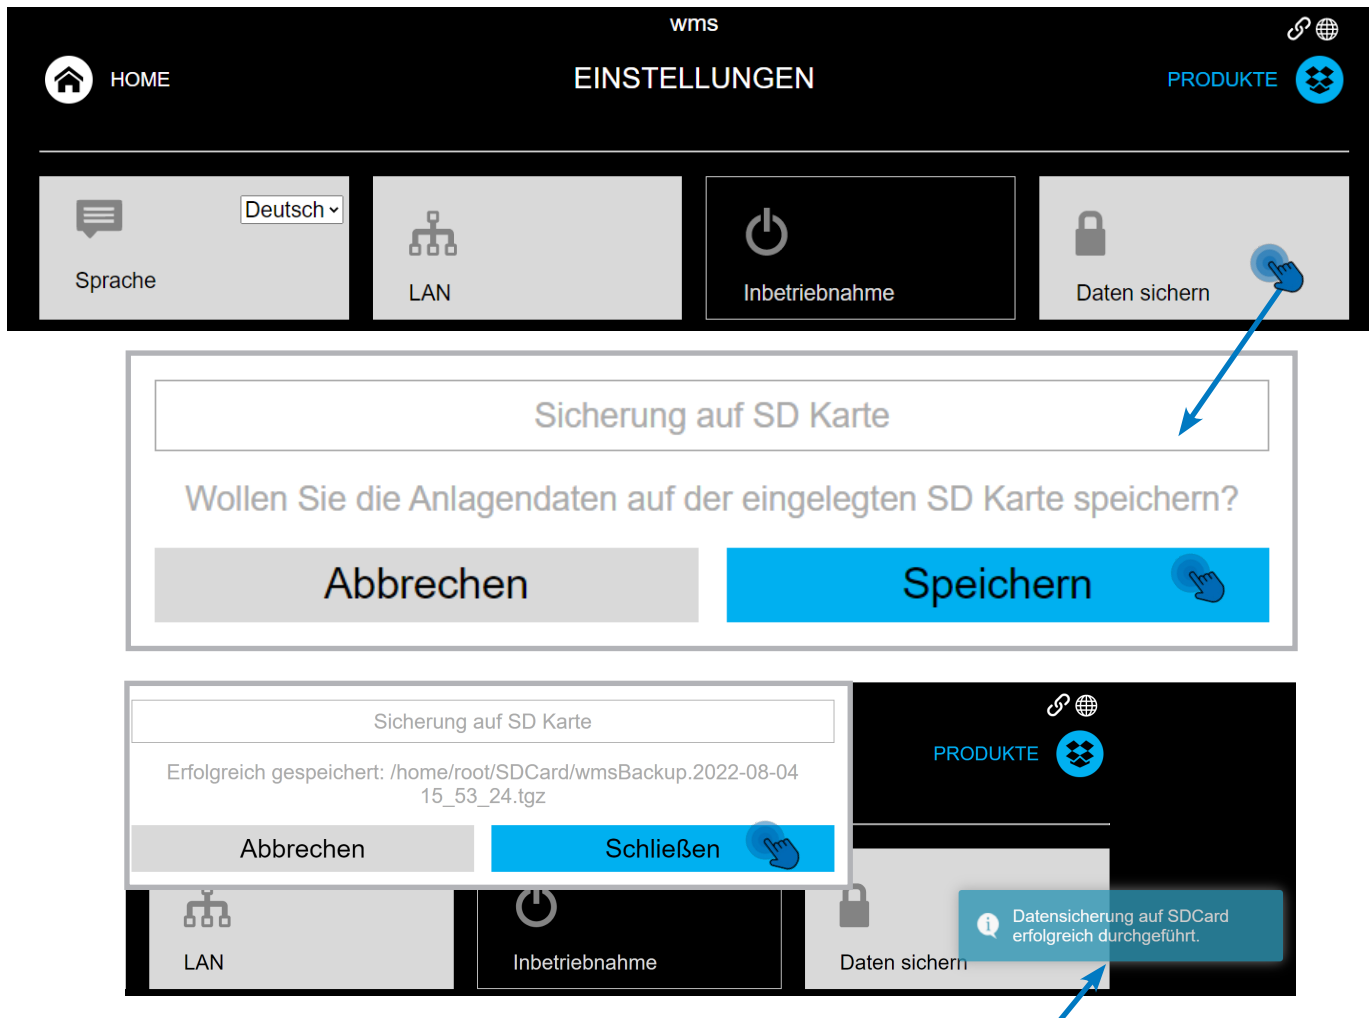 wms
HOME
EINSTELLUNGEN
PRODUKTE
Deutsch
Sprache
LAN
Inbetriebnahme
Daten sichern
Sicherung auf SD Karte
Wollen Sie die Anlagendaten auf der eingelegten SD Karte speichern?
Abbrechen
Speichern
Sicherung auf SD Karte
Erfolgreich gespeichert: /home/root/SDCard/wmsBackup.2022-08-04
15_53_24.tgz
Abbrechen
Schließen
PRODUKTE
Datensicherung auf SDCard
erfolgreich durchgeführt.
LAN
Inbetriebnahme
Daten sichern